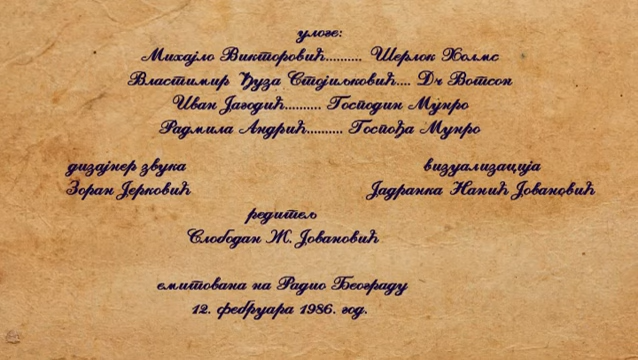 улоге:
Михајло Викторовић.......... Шерлок Холмс
Властимир Ђуза Стојиљковић.... Др Вотсон
Иван Јагодић.......... Господин Мунро
Радмила Андрић.......... Госпођа Мунро
дизајнер звука
Зоран Јерковић
визуализација
Јадранка Нанић Јовановић
редитељ
Слободан Ж. Јовановић
емитована на Радио Београду
12. фебруара 1986. год.